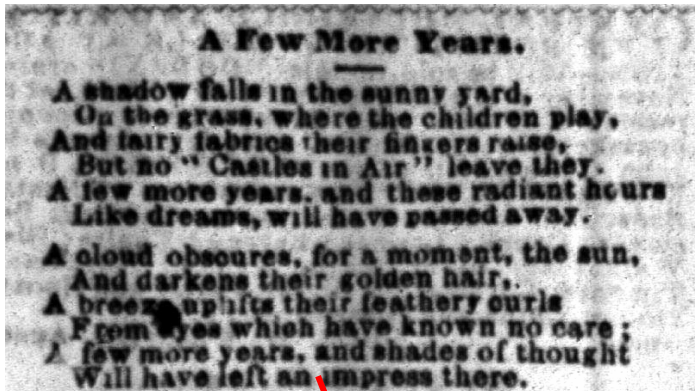 A Few More Years.
A shadow falls in the sunny yard,
On the grass, where the children play,
And fairy fabrics their fingers raise,
But no "Castles in Air" leave they.
A few more years, and these radiant hours
Like dreams, will have passed away.
A cloud obscures, for a moment, the sun,
And darkens their golden hair,
A breeze uplifts their feathery curls
From eyes which have known no care;
A few more years, and shades of thought
Will have left an impress there.